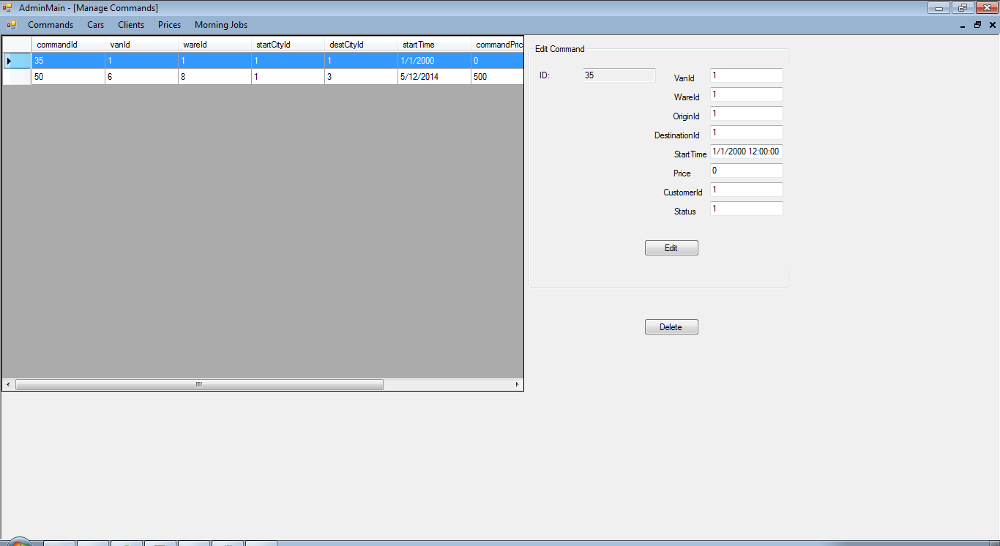 AdminMain - [Manage Commands]
Commands Cars Clients Prices Morning Jobs
commandId vanId wareId startCityId destCityId startTime commandPric
35 1 1 1 1 1/1/2000 0
50 6 8 1 3 5/12/2014 500
Edit Command
ID: 35
VanId 1
WareId 1
OriginId 1
DestinationId 1
StartTime 1/1/2000 12:00:00
Price 0
CustomerId 1
Status 1
Edit
Delete